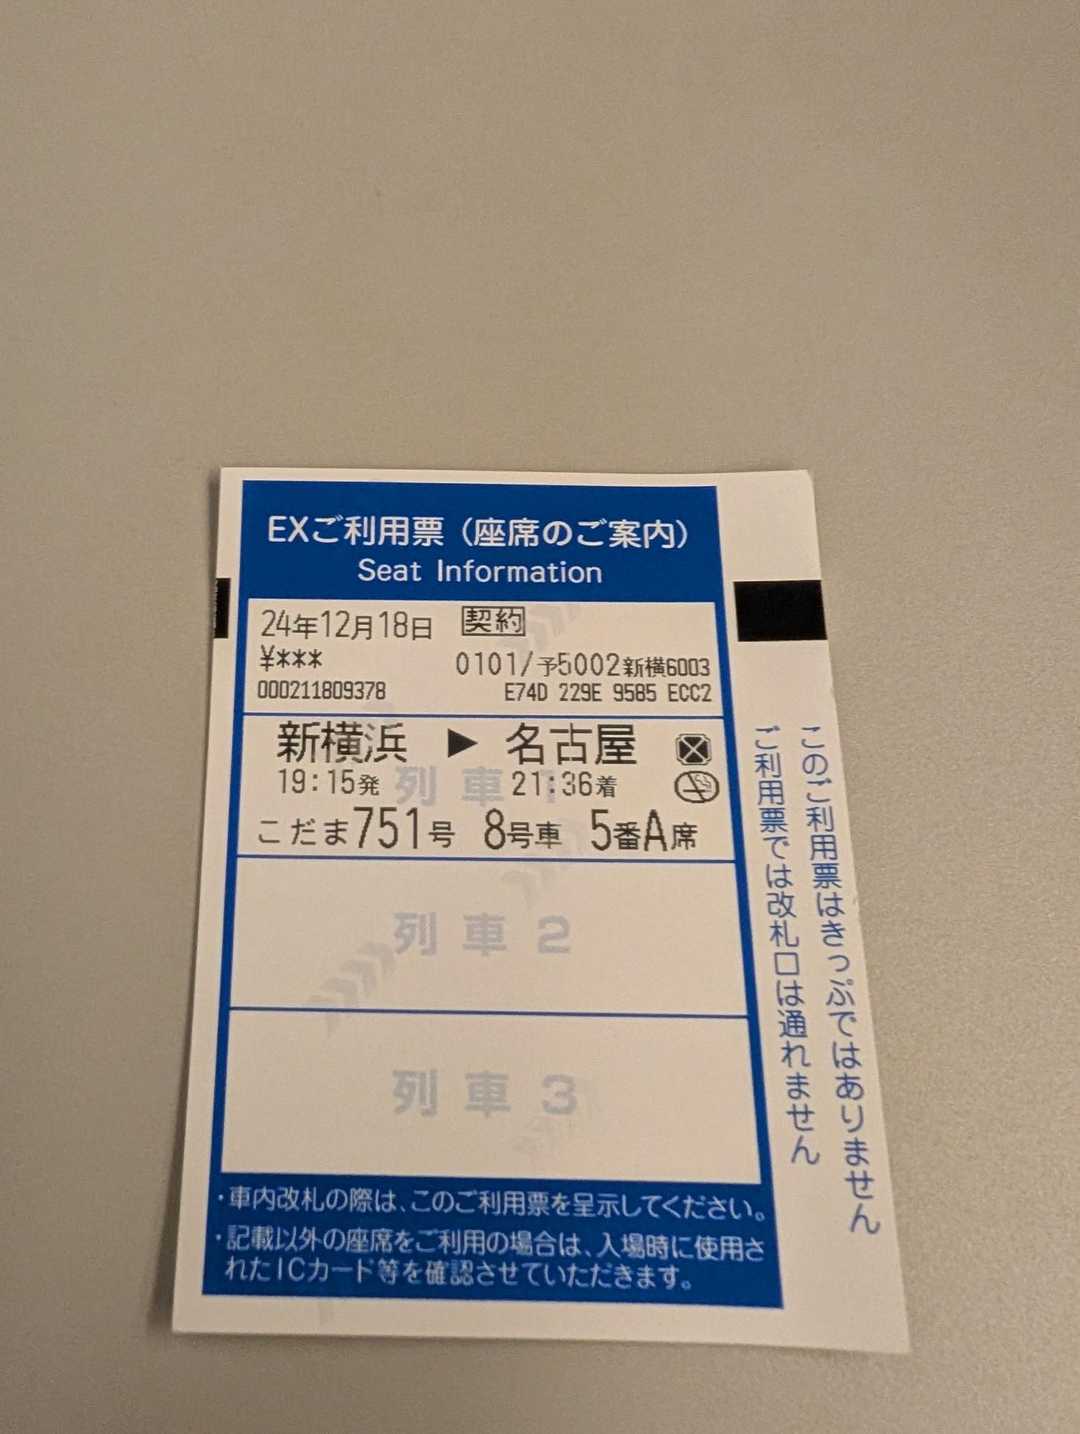 EXご利用票（座席のご案内）
Seat Information
24年12月18日 契約
¥***
0101/予5002新横6003
000211809378 E74D 229E 9585 ECC2
新横浜 ▶ 名古屋
列車1
19:15発 21:36着
こだま751号 8号車 5番A席
列車2
列車3
・車内改札の際は、このご利用票を呈示してください。
・記載以外の座席をご利用の場合は、入場時に使用さ
れたICカード等を確認させていただきます。
このご利用票はきっぷではありません
ご利用票では改札口は通れません